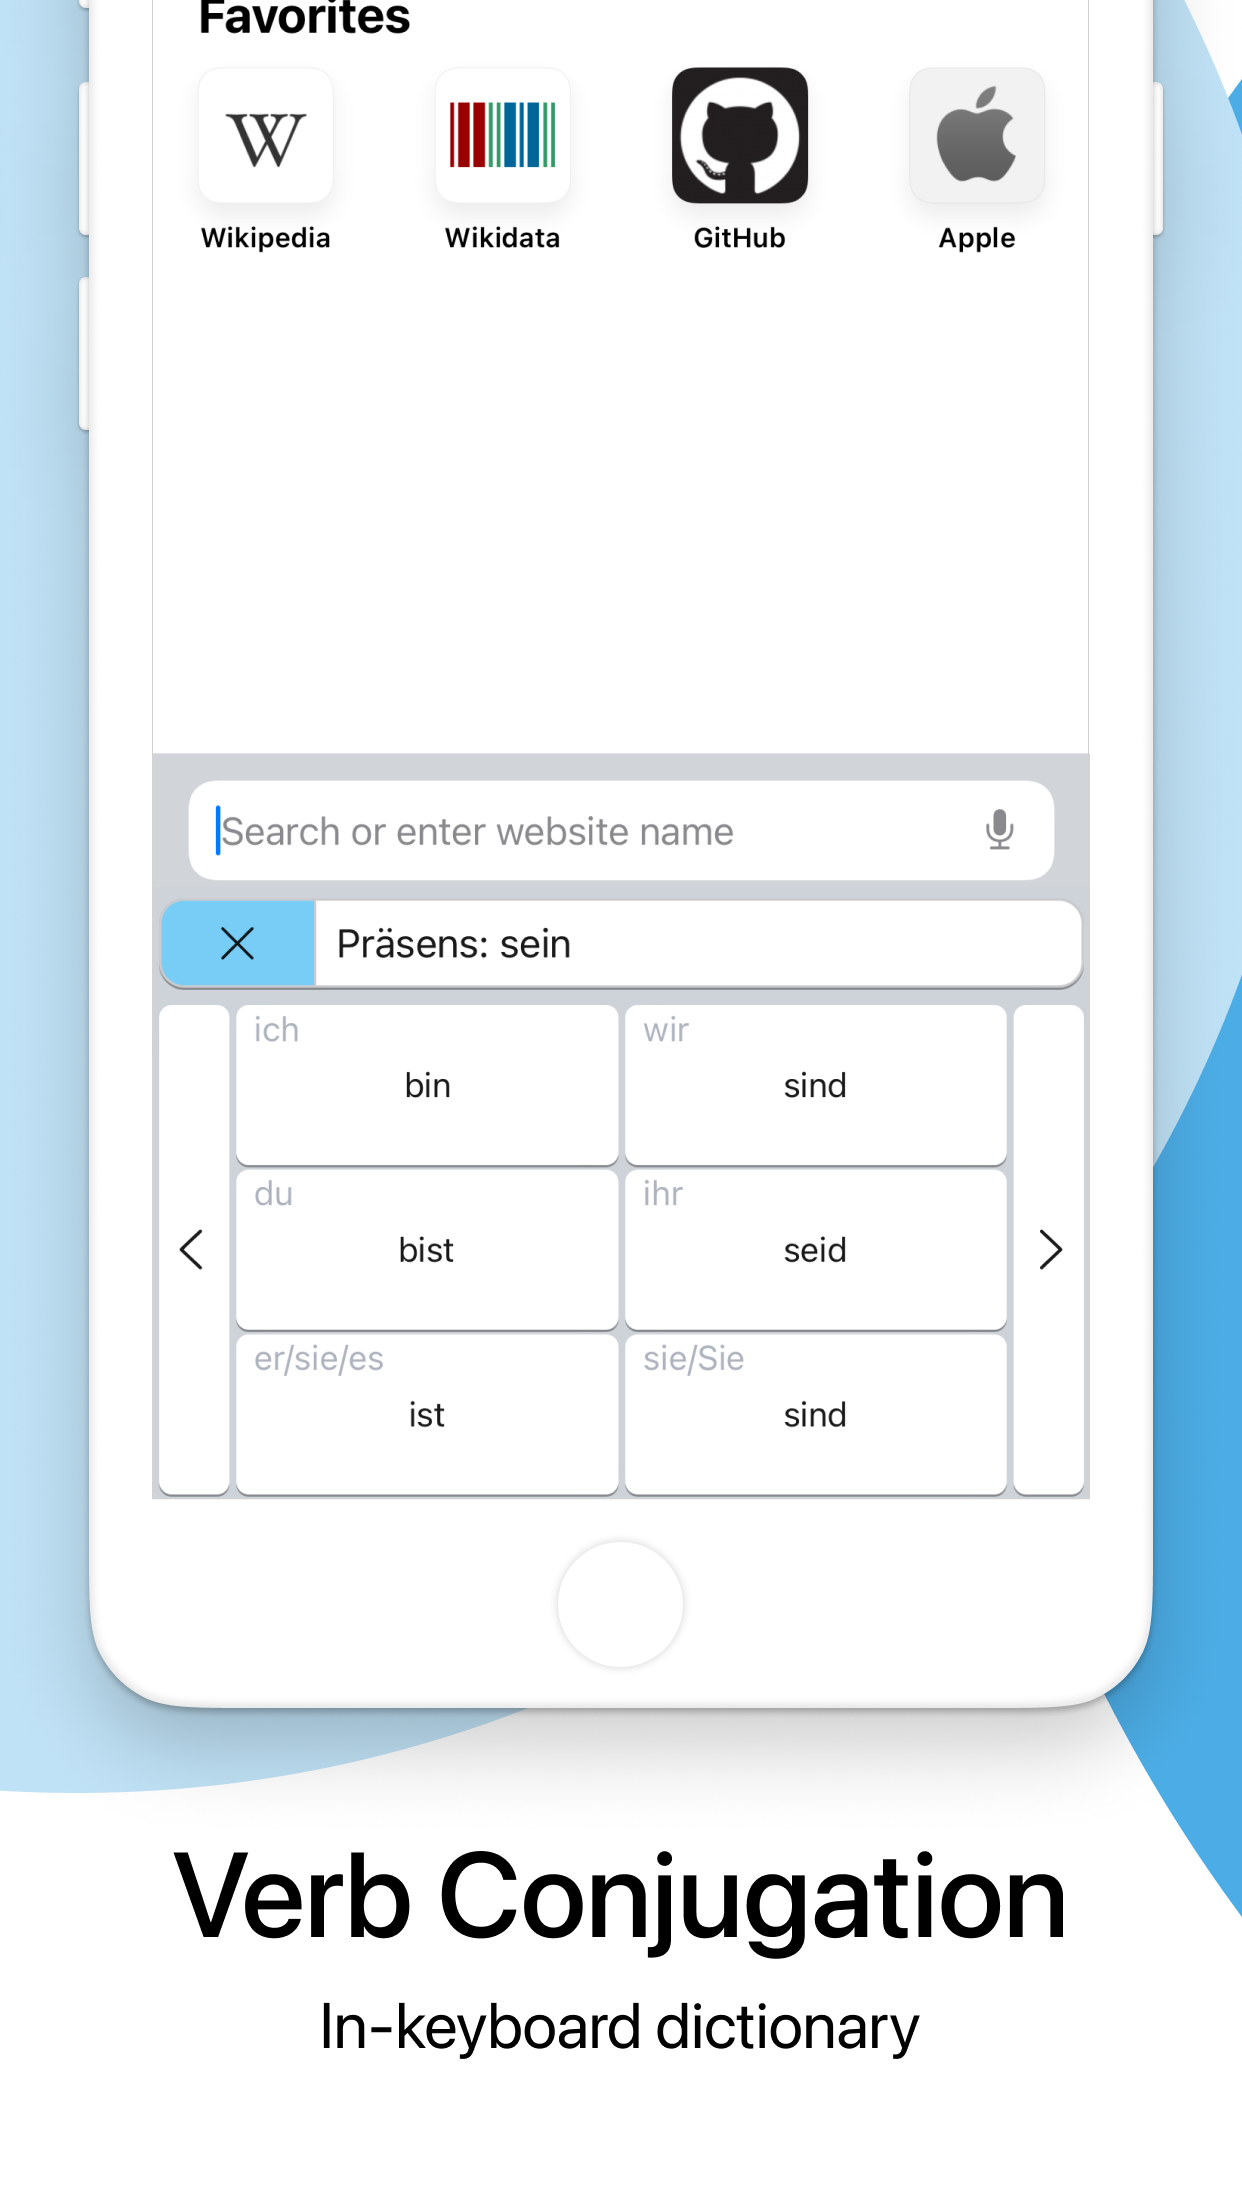 Favorites
Wikipedia
Wikidata
GitHub
Apple
Search or enter website name
Präsens: sein
ich
bin
wir
sind
du
bist
ihr
seid
er/sie/es
ist
sie/Sie
sind
Verb Conjugation
In-keyboard dictionary